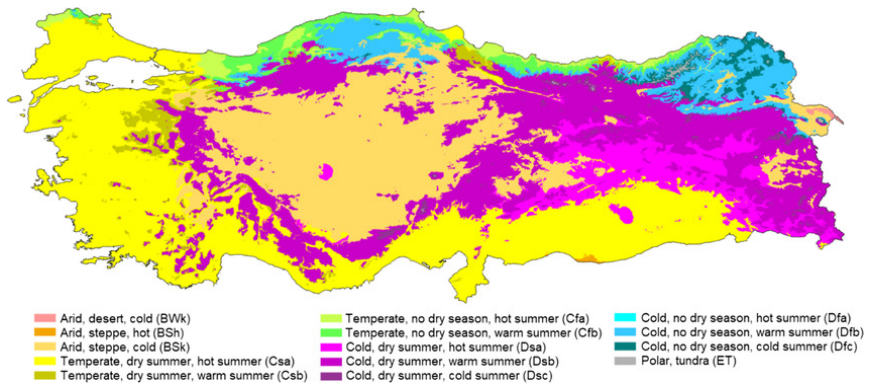 Arid, desert, cold (BWk)
Arid, steppe, hot (BSh)
Arid, steppe, cold (BSk)
Temperate, dry summer, hot summer (Csa)
Temperate, dry summer, warm summer (Csb)
Temperate, no dry season, hot summer (Cfa)
Temperate, no dry season, warm summer (Cfb)
Cold, dry summer, hot summer (Dsa)
Cold, dry summer, warm summer (Dsb)
Cold, dry summer, cold summer (Dsc)
Cold, no dry season, hot summer (Dfa)
Cold, no dry season, warm summer (Dfb)
Cold, no dry season, cold summer (Dfc)
Polar, tundra (ET)